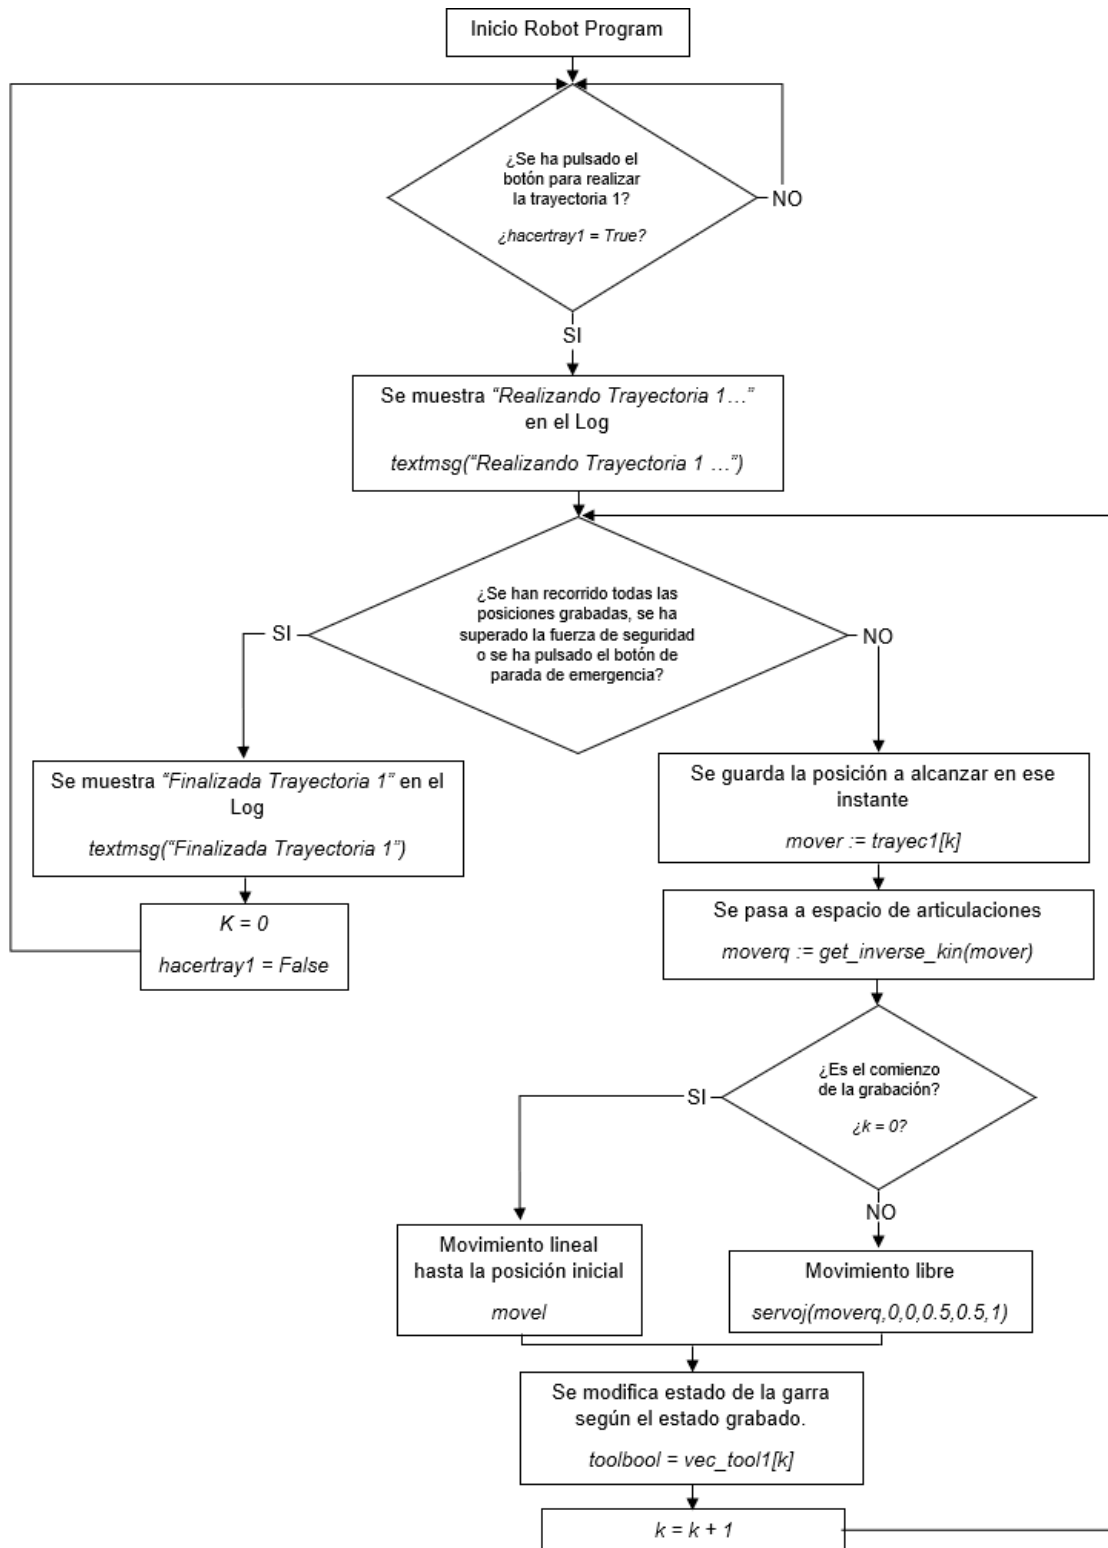 Inicio Robot Program
¿Se ha pulsado el
botón para realizar
la trayectoria 1?
¿hacertray1 = True?
NO
SI
Se muestra “Realizando Trayectoria 1…”
en el Log
textmsg(“Realizando Trayectoria 1 …”)
¿Se han recorrido todas las
posiciones grabadas, se ha
superado la fuerza de seguridad
o se ha pulsado el botón de
parada de emergencia?
SI
NO
Se muestra “Finalizada Trayectoria 1” en el
Log
textmsg(“Finalizada Trayectoria 1”)
K = 0
hacertray1 = False
Se guarda la posición a alcanzar en ese
instante
mover := trayec1[k]
Se pasa a espacio de articulaciones
moverq := get_inverse_kin(mover)
¿Es el comienzo
de la grabación?
¿k = 0?
SI
NO
Movimiento lineal
hasta la posición inicial
movel
Movimiento libre
servoj(moverq,0,0,0.5,0.5,1)
Se modifica estado de la garra
según el estado grabado.
toolbool = vec_tool1[k]
k = k + 1